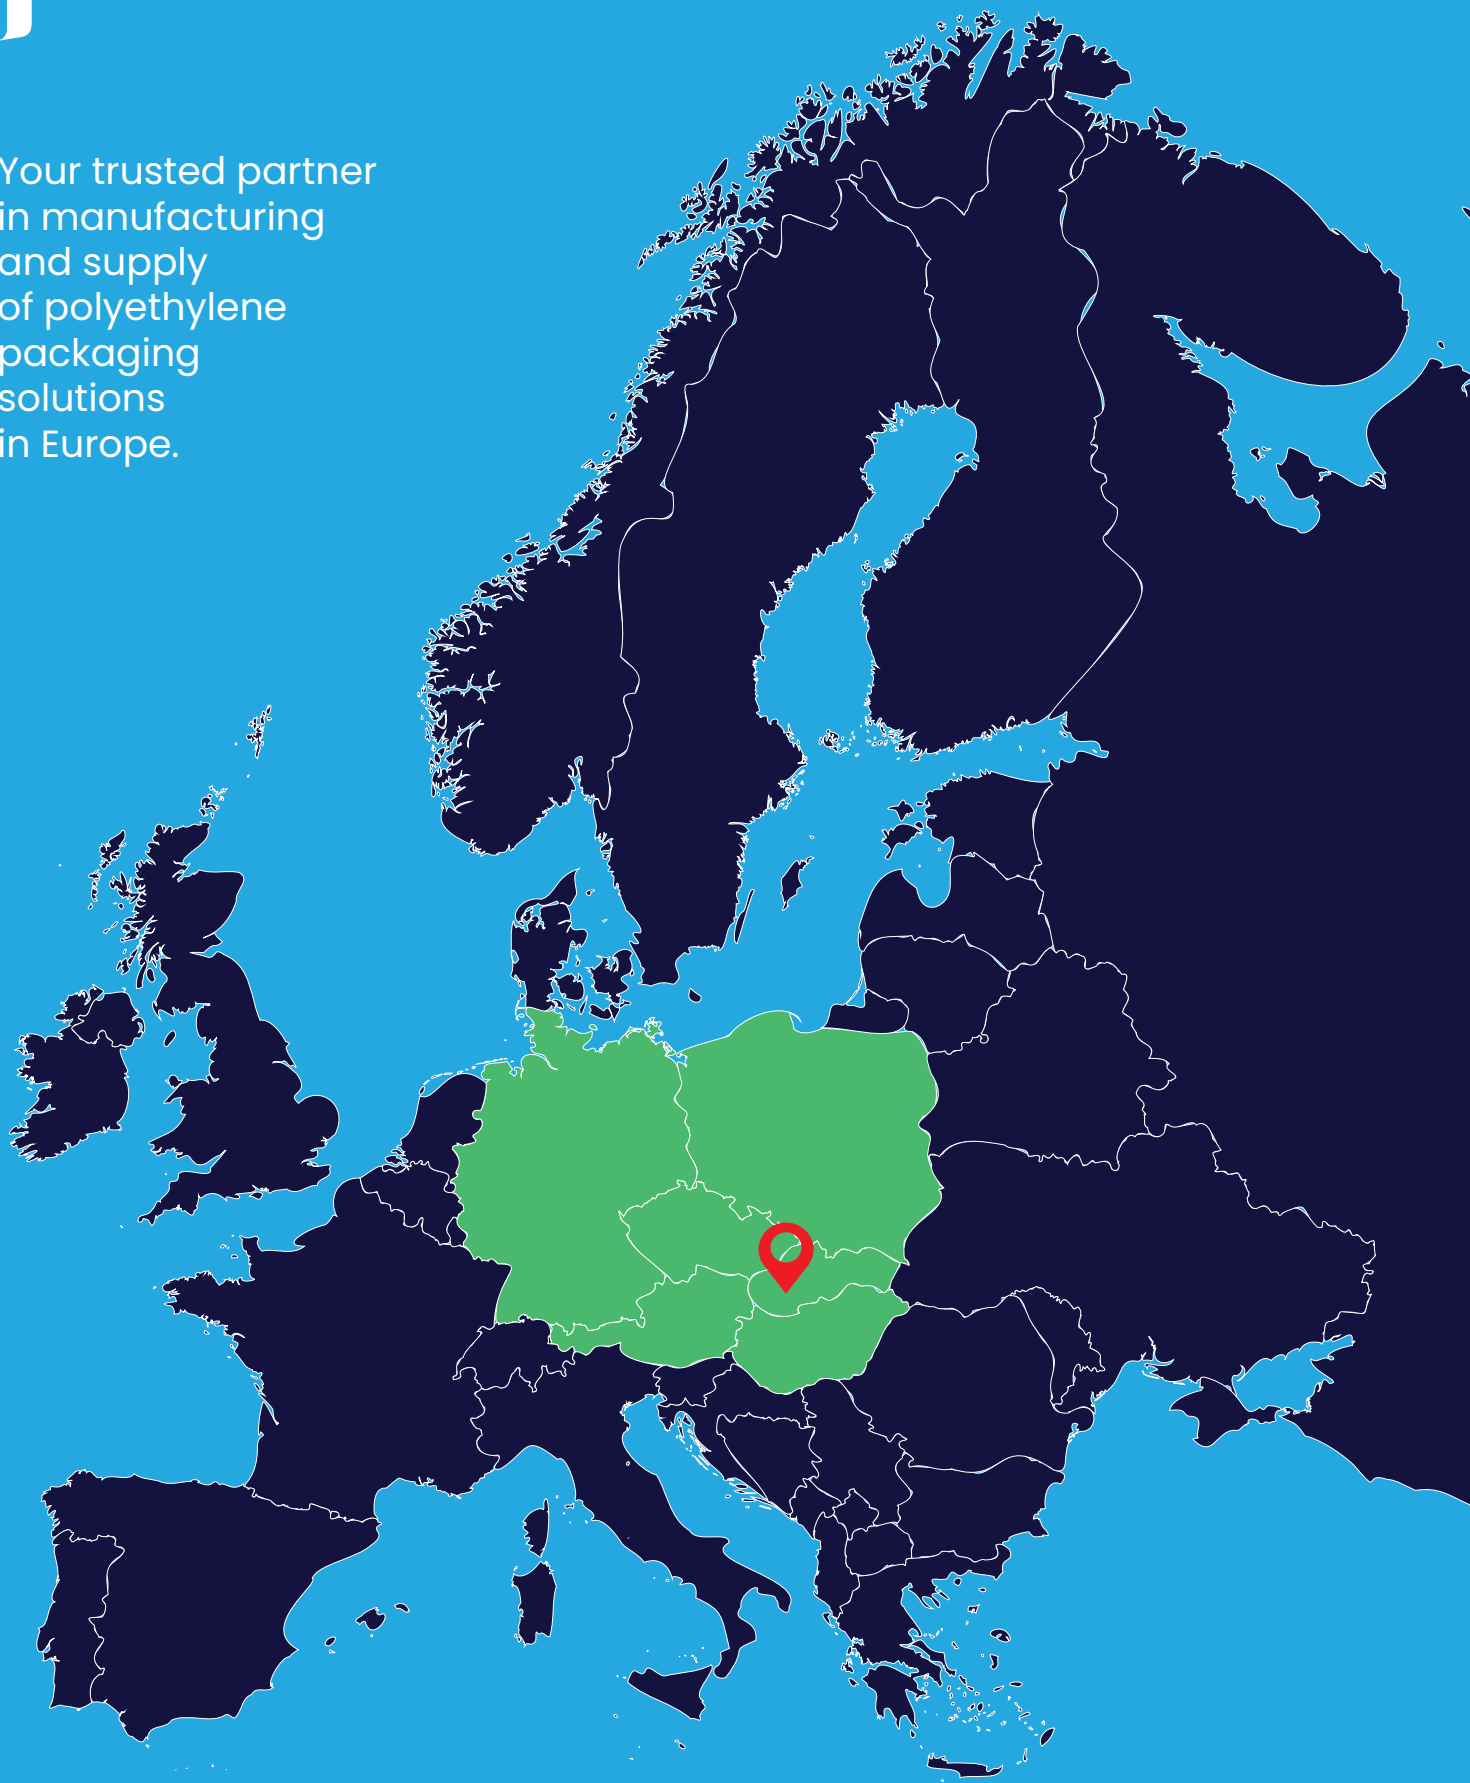 Your trusted partner
in manufacturing
and supply
of polyethylene
packaging
solutions
in Europe.